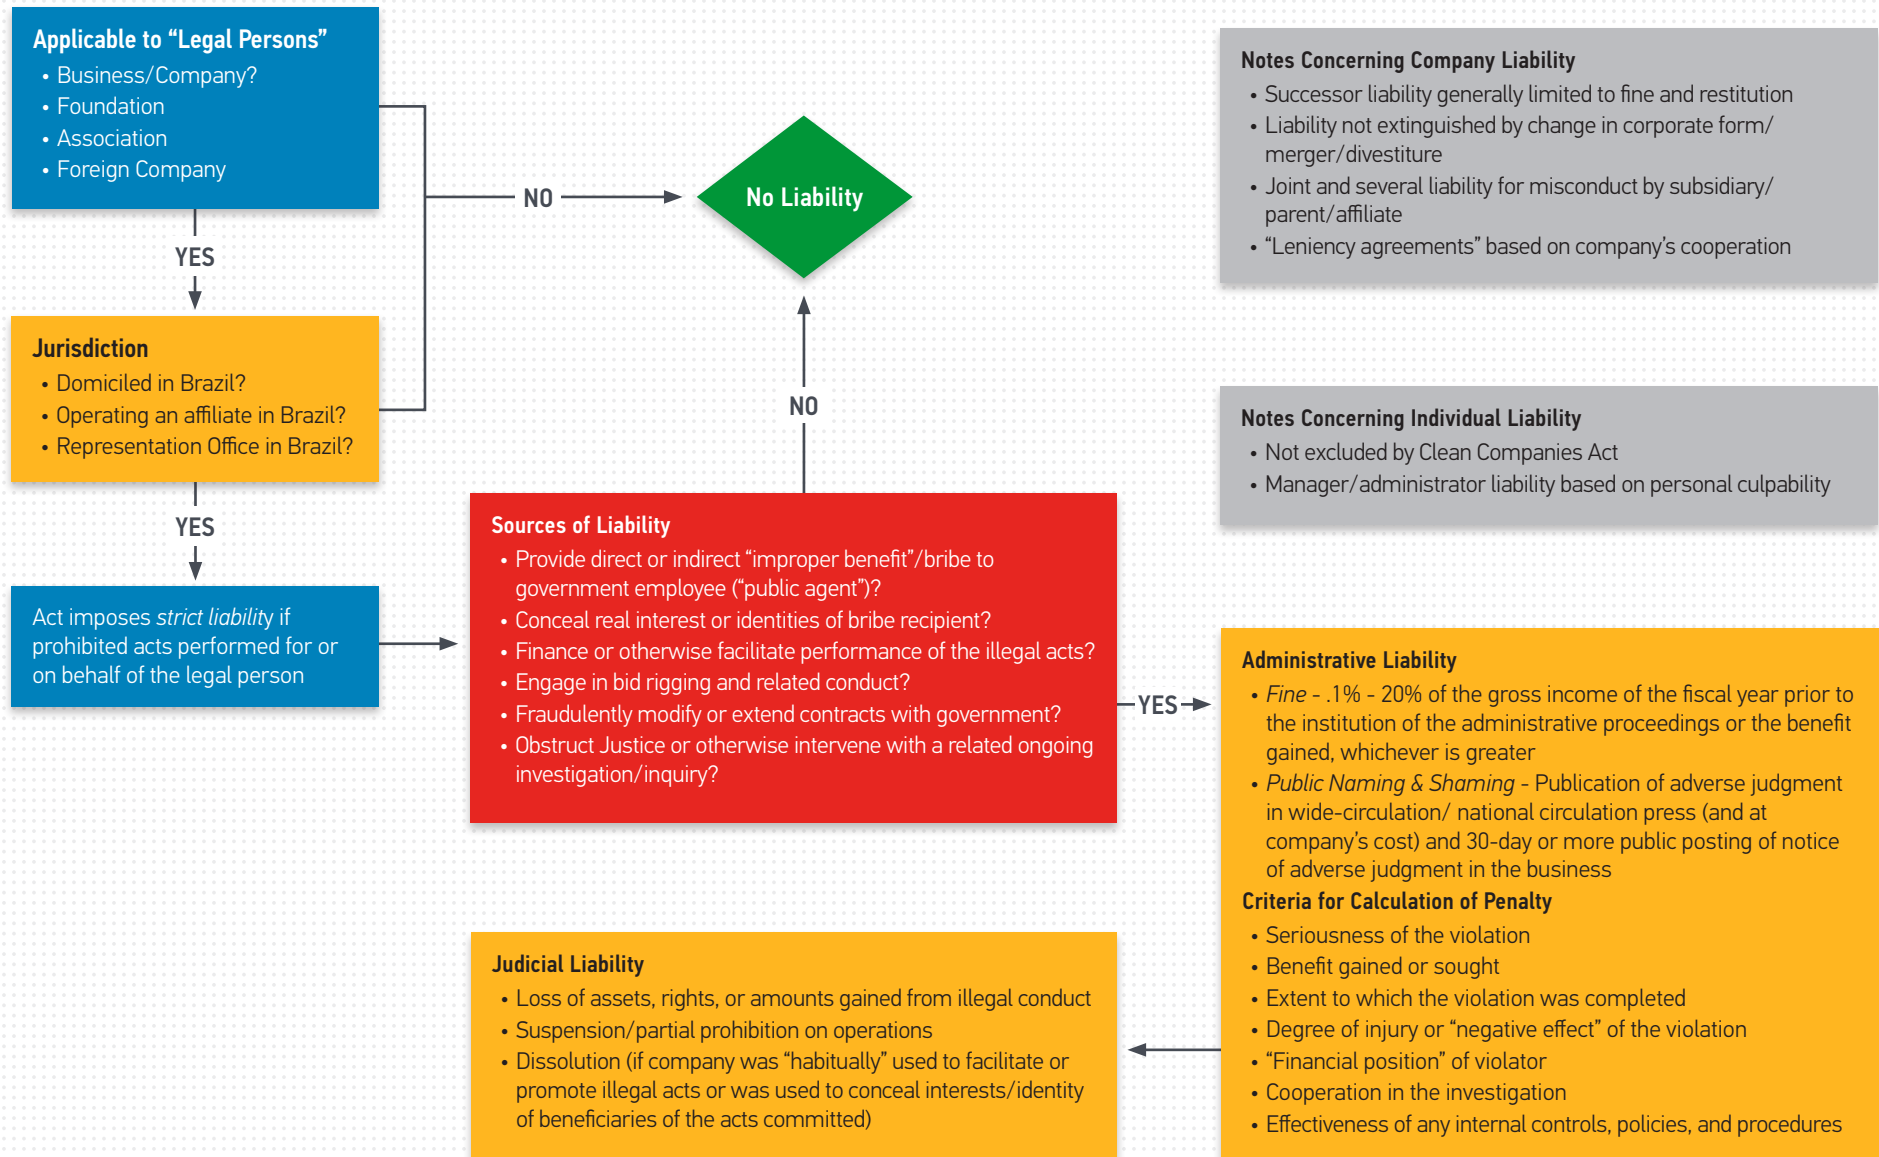 Applicable to “Legal Persons”
• Business/Company?
• Foundation
• Association
• Foreign Company
YES
Jurisdiction
• Domiciled in Brazil?
• Operating an affiliate in Brazil?
• Representation Office in Brazil?
YES
Act imposes strict liability if
prohibited acts performed for or
on behalf of the legal person
NO
No Liability
NO
Sources of Liability
• Provide direct or indirect “improper benefit”/bribe to
government employee (“public agent”)?
• Conceal real interest or identities of bribe recipient?
• Finance or otherwise facilitate performance of the illegal acts?
• Engage in bid rigging and related conduct?
• Fraudulently modify or extend contracts with government?
• Obstruct Justice or otherwise intervene with a related ongoing
investigation/inquiry?
YES
Judicial Liability
• Loss of assets, rights, or amounts gained from illegal conduct
• Suspension/partial prohibition on operations
• Dissolution (if company was “habitually” used to facilitate or
promote illegal acts or was used to conceal interests/identity
of beneficiaries of the acts committed)
Notes Concerning Company Liability
• Successor liability generally limited to fine and restitution
• Liability not extinguished by change in corporate form/
merger/divestiture
• Joint and several liability for misconduct by subsidiary/
parent/affiliate
• “Leniency agreements” based on company’s cooperation
Notes Concerning Individual Liability
• Not excluded by Clean Companies Act
• Manager/administrator liability based on personal culpability
Administrative Liability
• Fine - .1% - 20% of the gross income of the fiscal year prior to
the institution of the administrative proceedings or the benefit
gained, whichever is greater
• Public Naming & Shaming - Publication of adverse judgment
in wide-circulation/ national circulation press (and at
company’s cost) and 30-day or more public posting of notice
of adverse judgment in the business
Criteria for Calculation of Penalty
• Seriousness of the violation
• Benefit gained or sought
• Extent to which the violation was completed
• Degree of injury or “negative effect” of the violation
• “Financial position” of violator
• Cooperation in the investigation
• Effectiveness of any internal controls, policies, and procedures